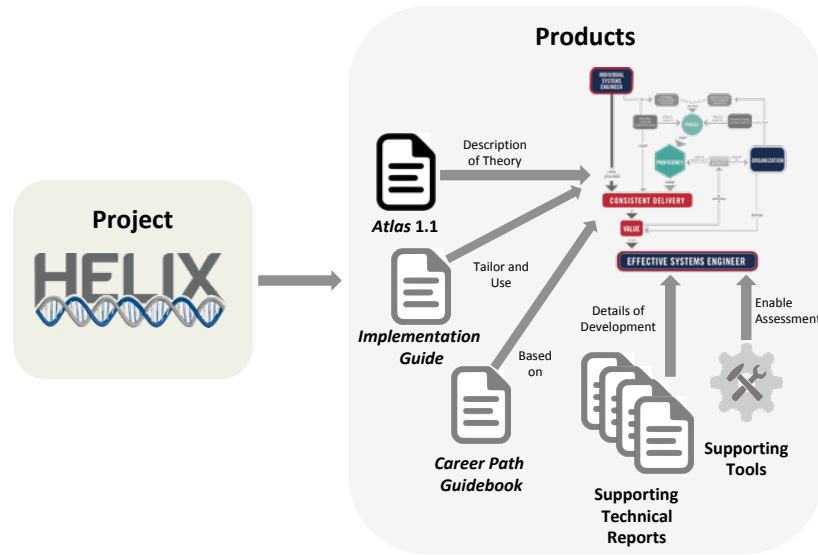 Products
INDIVIDUAL
SYSTEMS
ENGINEER
FORCES
PROFICIENCY
ORGANIZATION
Description
of Theory
CONSISTENT DELIVERY
Atlas 1.1
VALUE
EFFECTIVE SYSTEMS ENGINEER
Project
HELIX
Tailor and
Use
Implementation
Guide
Details of
Development
Enable
Assessment
Based
on
Career Path
Guidebook
Supporting
Tools
Supporting
Technical
Reports